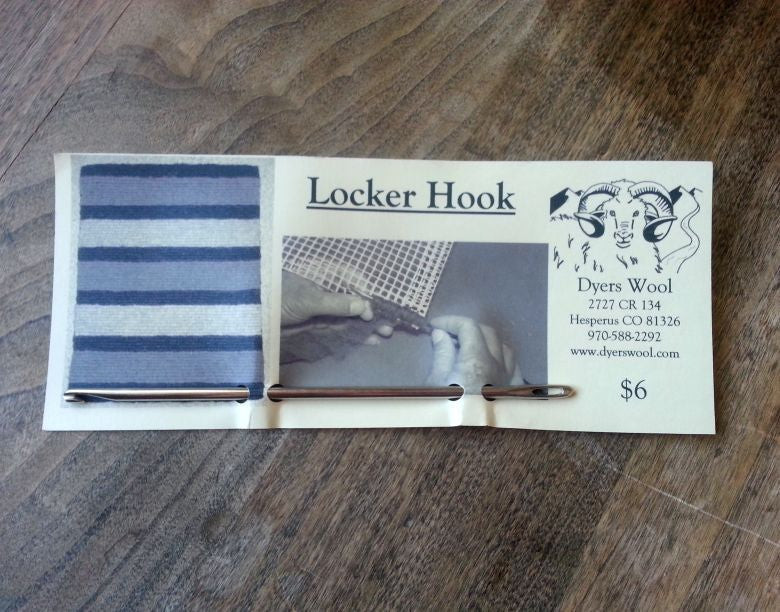 Locker Hook
Dyers Wool
2727 CR 134
Hesperus CO 81326
970-588-2292
www.dyerswool.com
$6